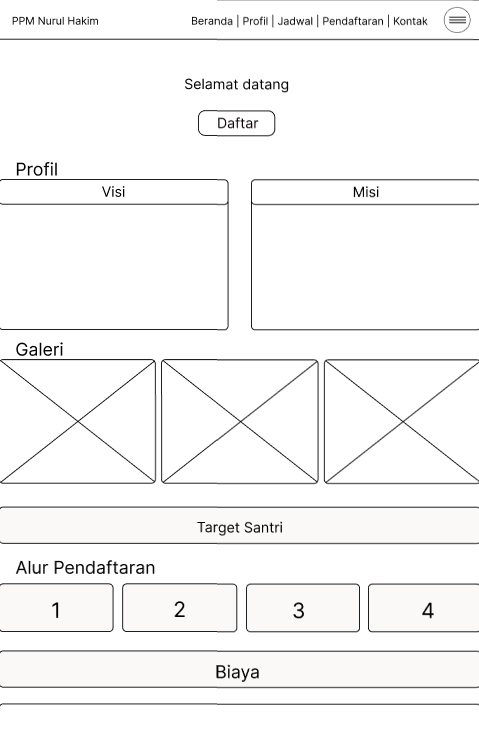 PPM Nurul Hakim
Beranda | Profil | Jadwal | Pendaftaran | Kontak
Selamat datang
Daftar
Profil
Visi
Misi
Galeri
Target Santri
Alur Pendaftaran
1
2
3
4
Biaya